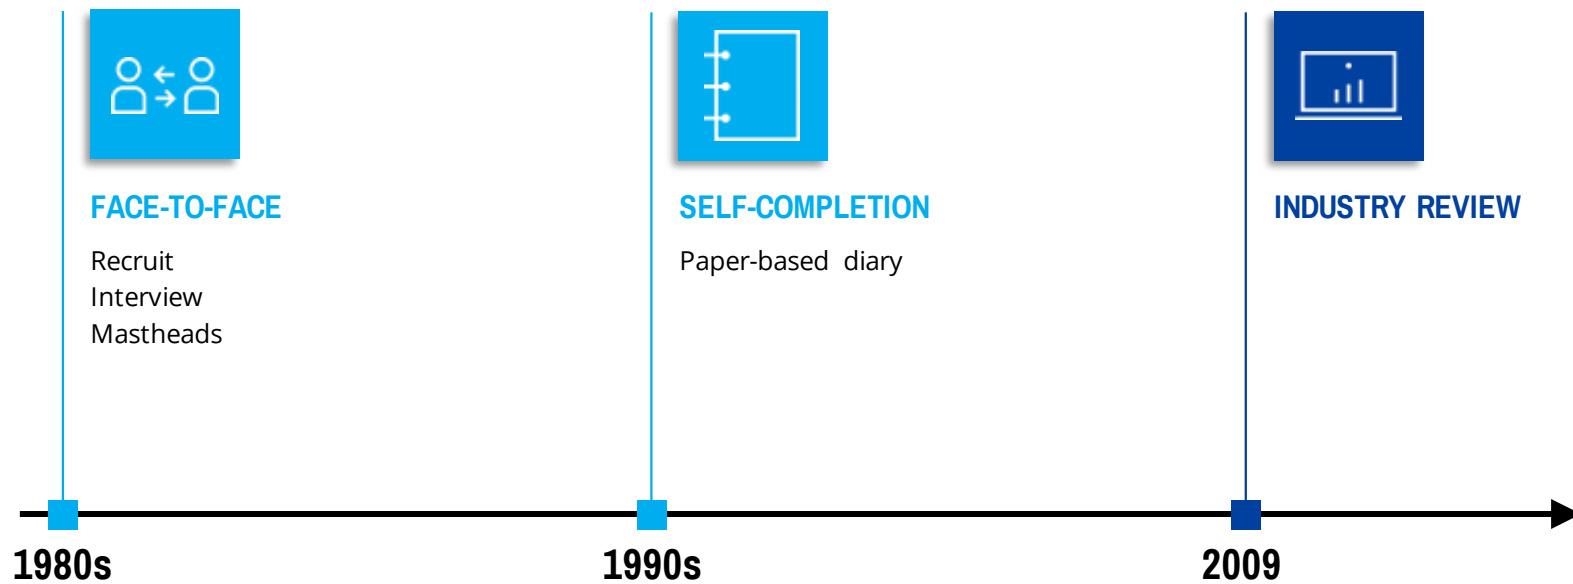 FACE-TO-FACE
Recruit
Interview
Mastheads
SELF-COMPLETION
Paper-based diary
INDUSTRY REVIEW
1980s
1990s
2009